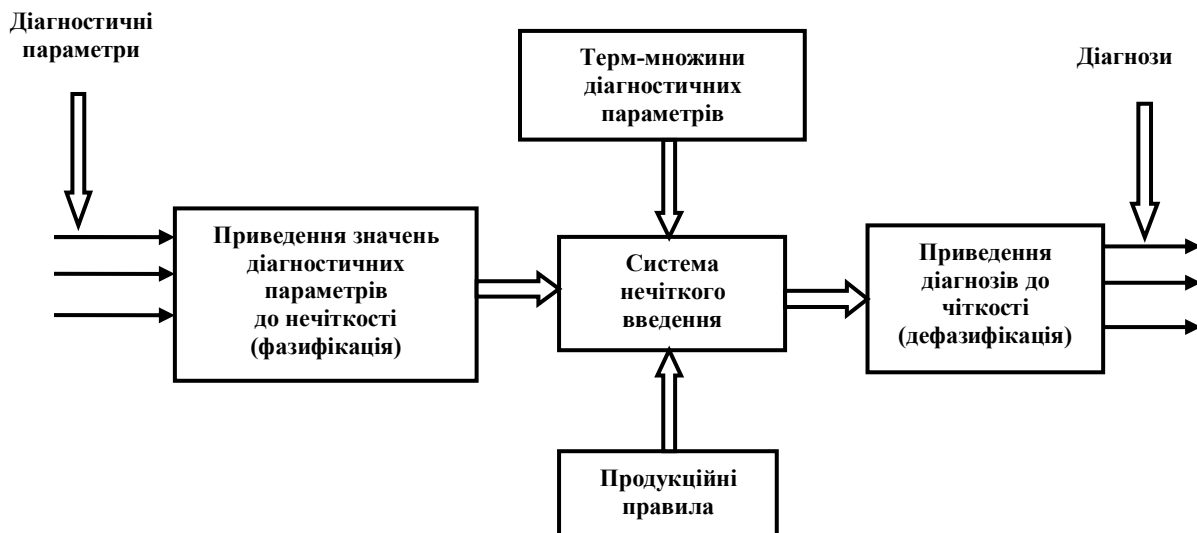 Діагностичні
параметри
Терм-множини
діагностичних
параметрів
Діагнози
Приведення значень
діагностичних
параметрів
до нечіткості
(фазифікація)
Система
нечіткого
введення
Приведення
діагнозів до
чіткості
(дефазифікація)
Продукційні
правила